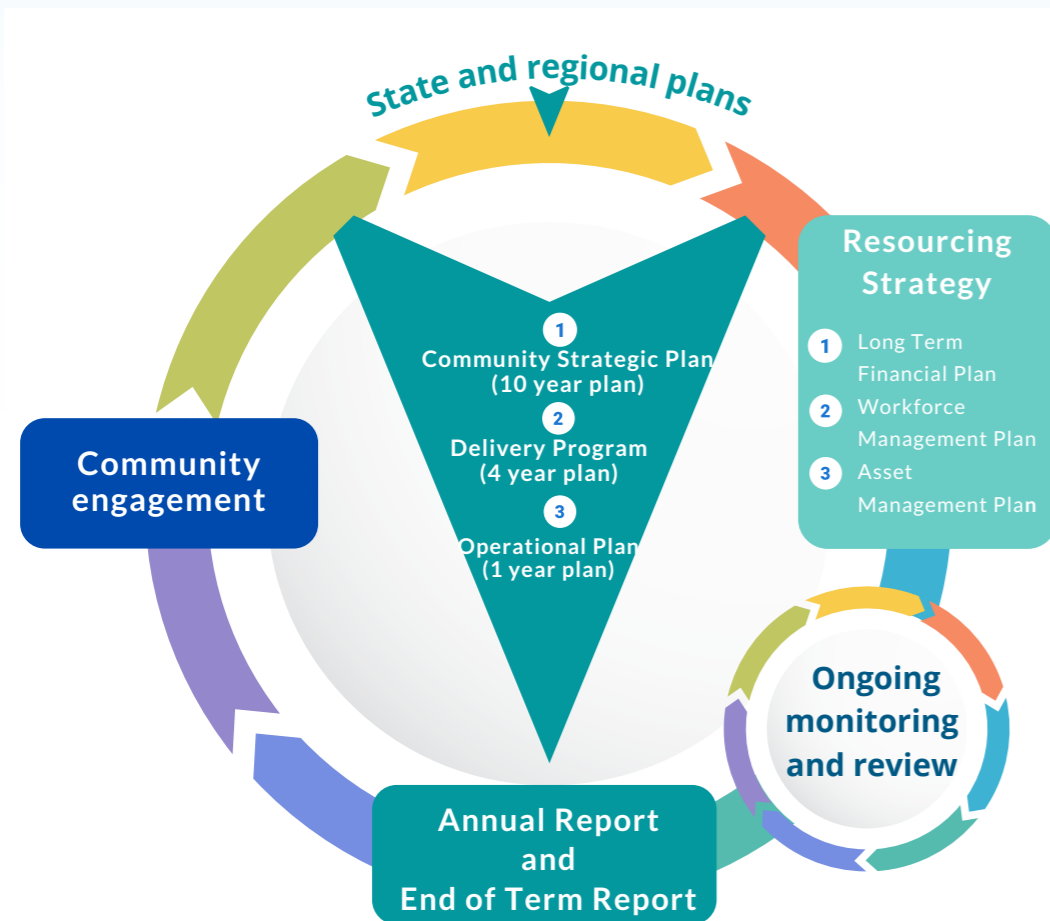 State and regional plans
1
Community Strategic Plan
(10 year plan)
2
Delivery Program
(4 year plan)
3
Operational Plan
(1 year plan)
Resourcing
Strategy
1 Long Term
Financial Plan
2 Workforce
Management Plan
3 Asset
Management Plan
Community
engagement
Ongoing
monitoring
and review
Annual Report
and
End of Term Report